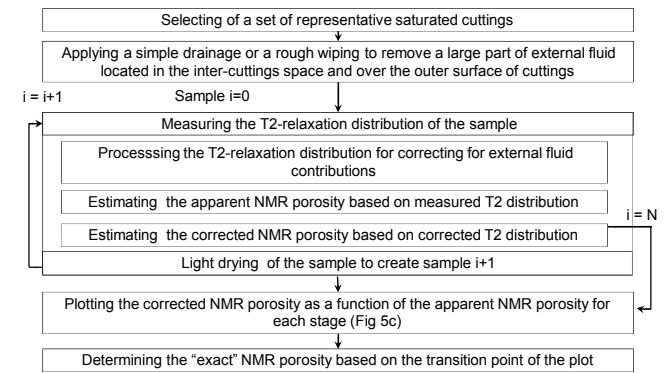 Selecting of a set of representative saturated cuttings
Applying a simple drainage or a rough wiping to remove a large part of external fluid
located in the inter-cuttings space and over the outer surface of cuttings
i = i+1
Sample i=0
Measuring the T2-relaxation distribution of the sample
Processsing the T2-relaxation distribution for correcting for external fluid
contributions
Estimating the apparent NMR porosity based on measured T2 distribution
i = N
Estimating the corrected NMR porosity based on corrected T2 distribution
Light drying of the sample to create sample i+1
Plotting the corrected NMR porosity as a function of the apparent NMR porosity for
each stage (Fig 5c)
Determining the “exact” NMR porosity based on the transition point of the plot